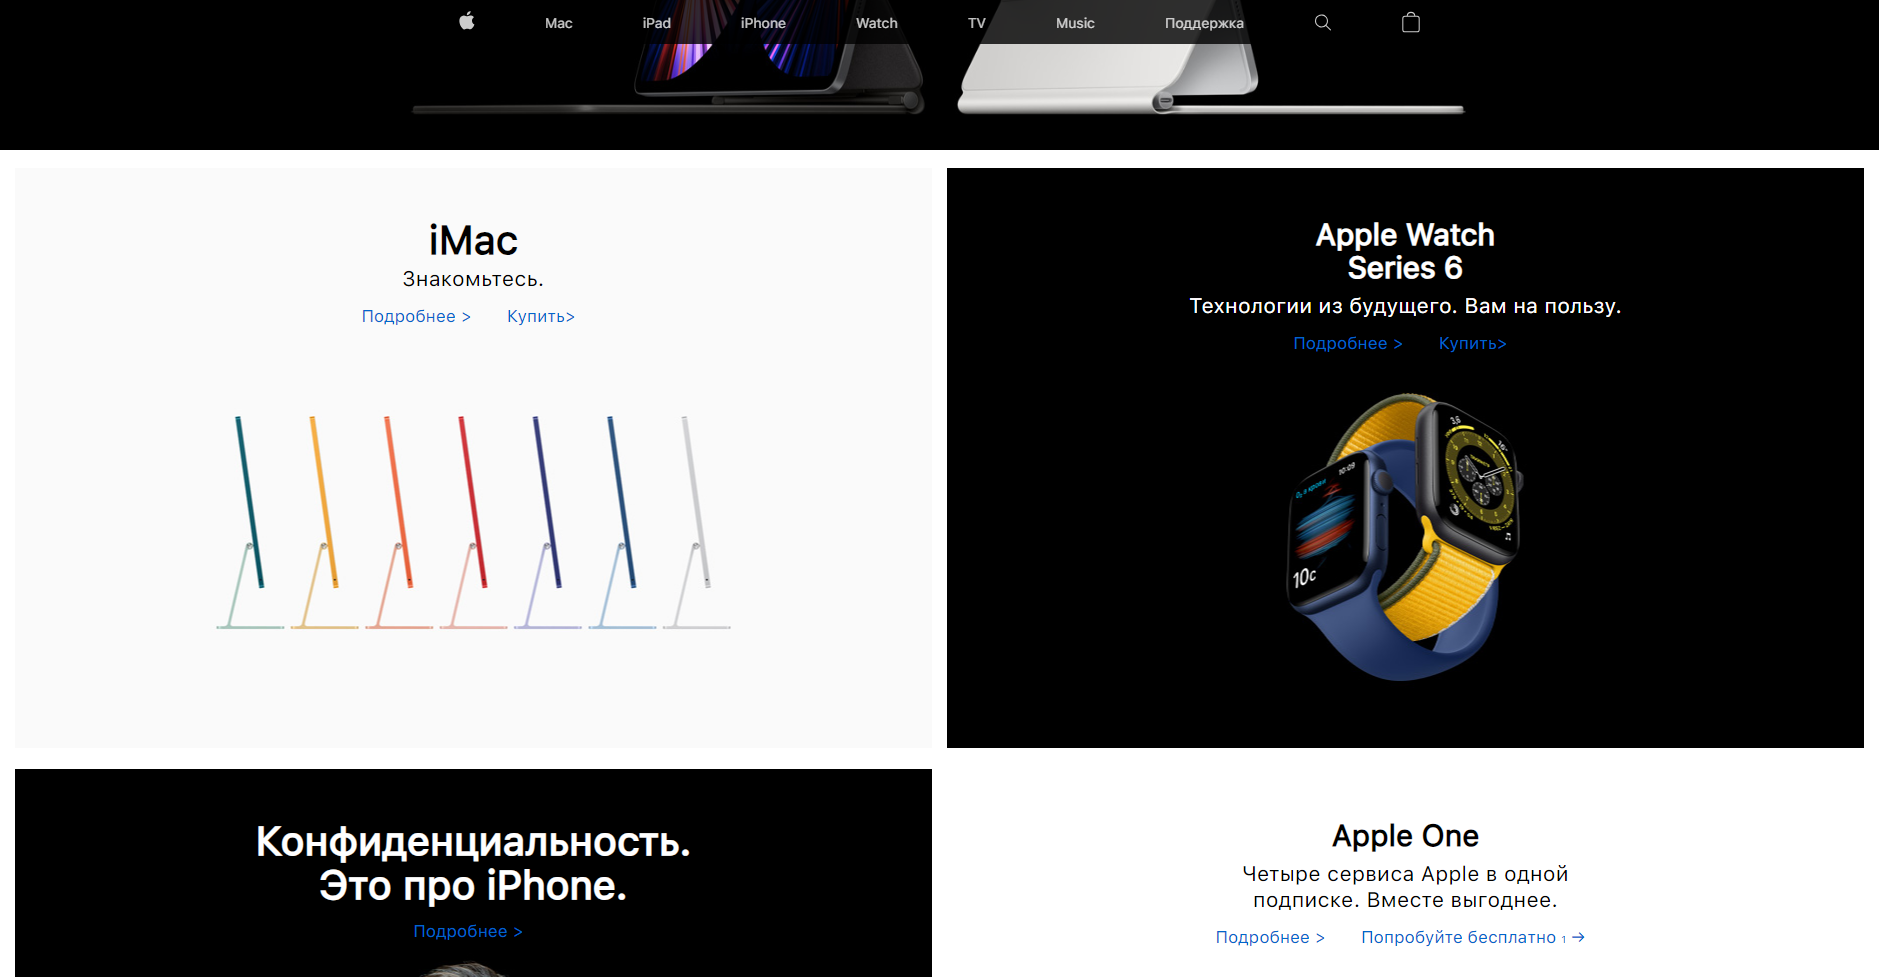 Mac iPad iPhone Watch TV Music Поддержка
iMac
Знакомьтесь.
Подробнее > Купить>
Apple Watch
Series 6
Технологии из будущего. Вам на пользу.
Подробнее > Купить>
10:09
10с
Конфиденциальность.
Это про iPhone.
Подробнее >
Apple One
Четыре сервиса Apple в одной
подписке. Вместе выгоднее.
Подробнее > Попробуйте бесплатно 1 →